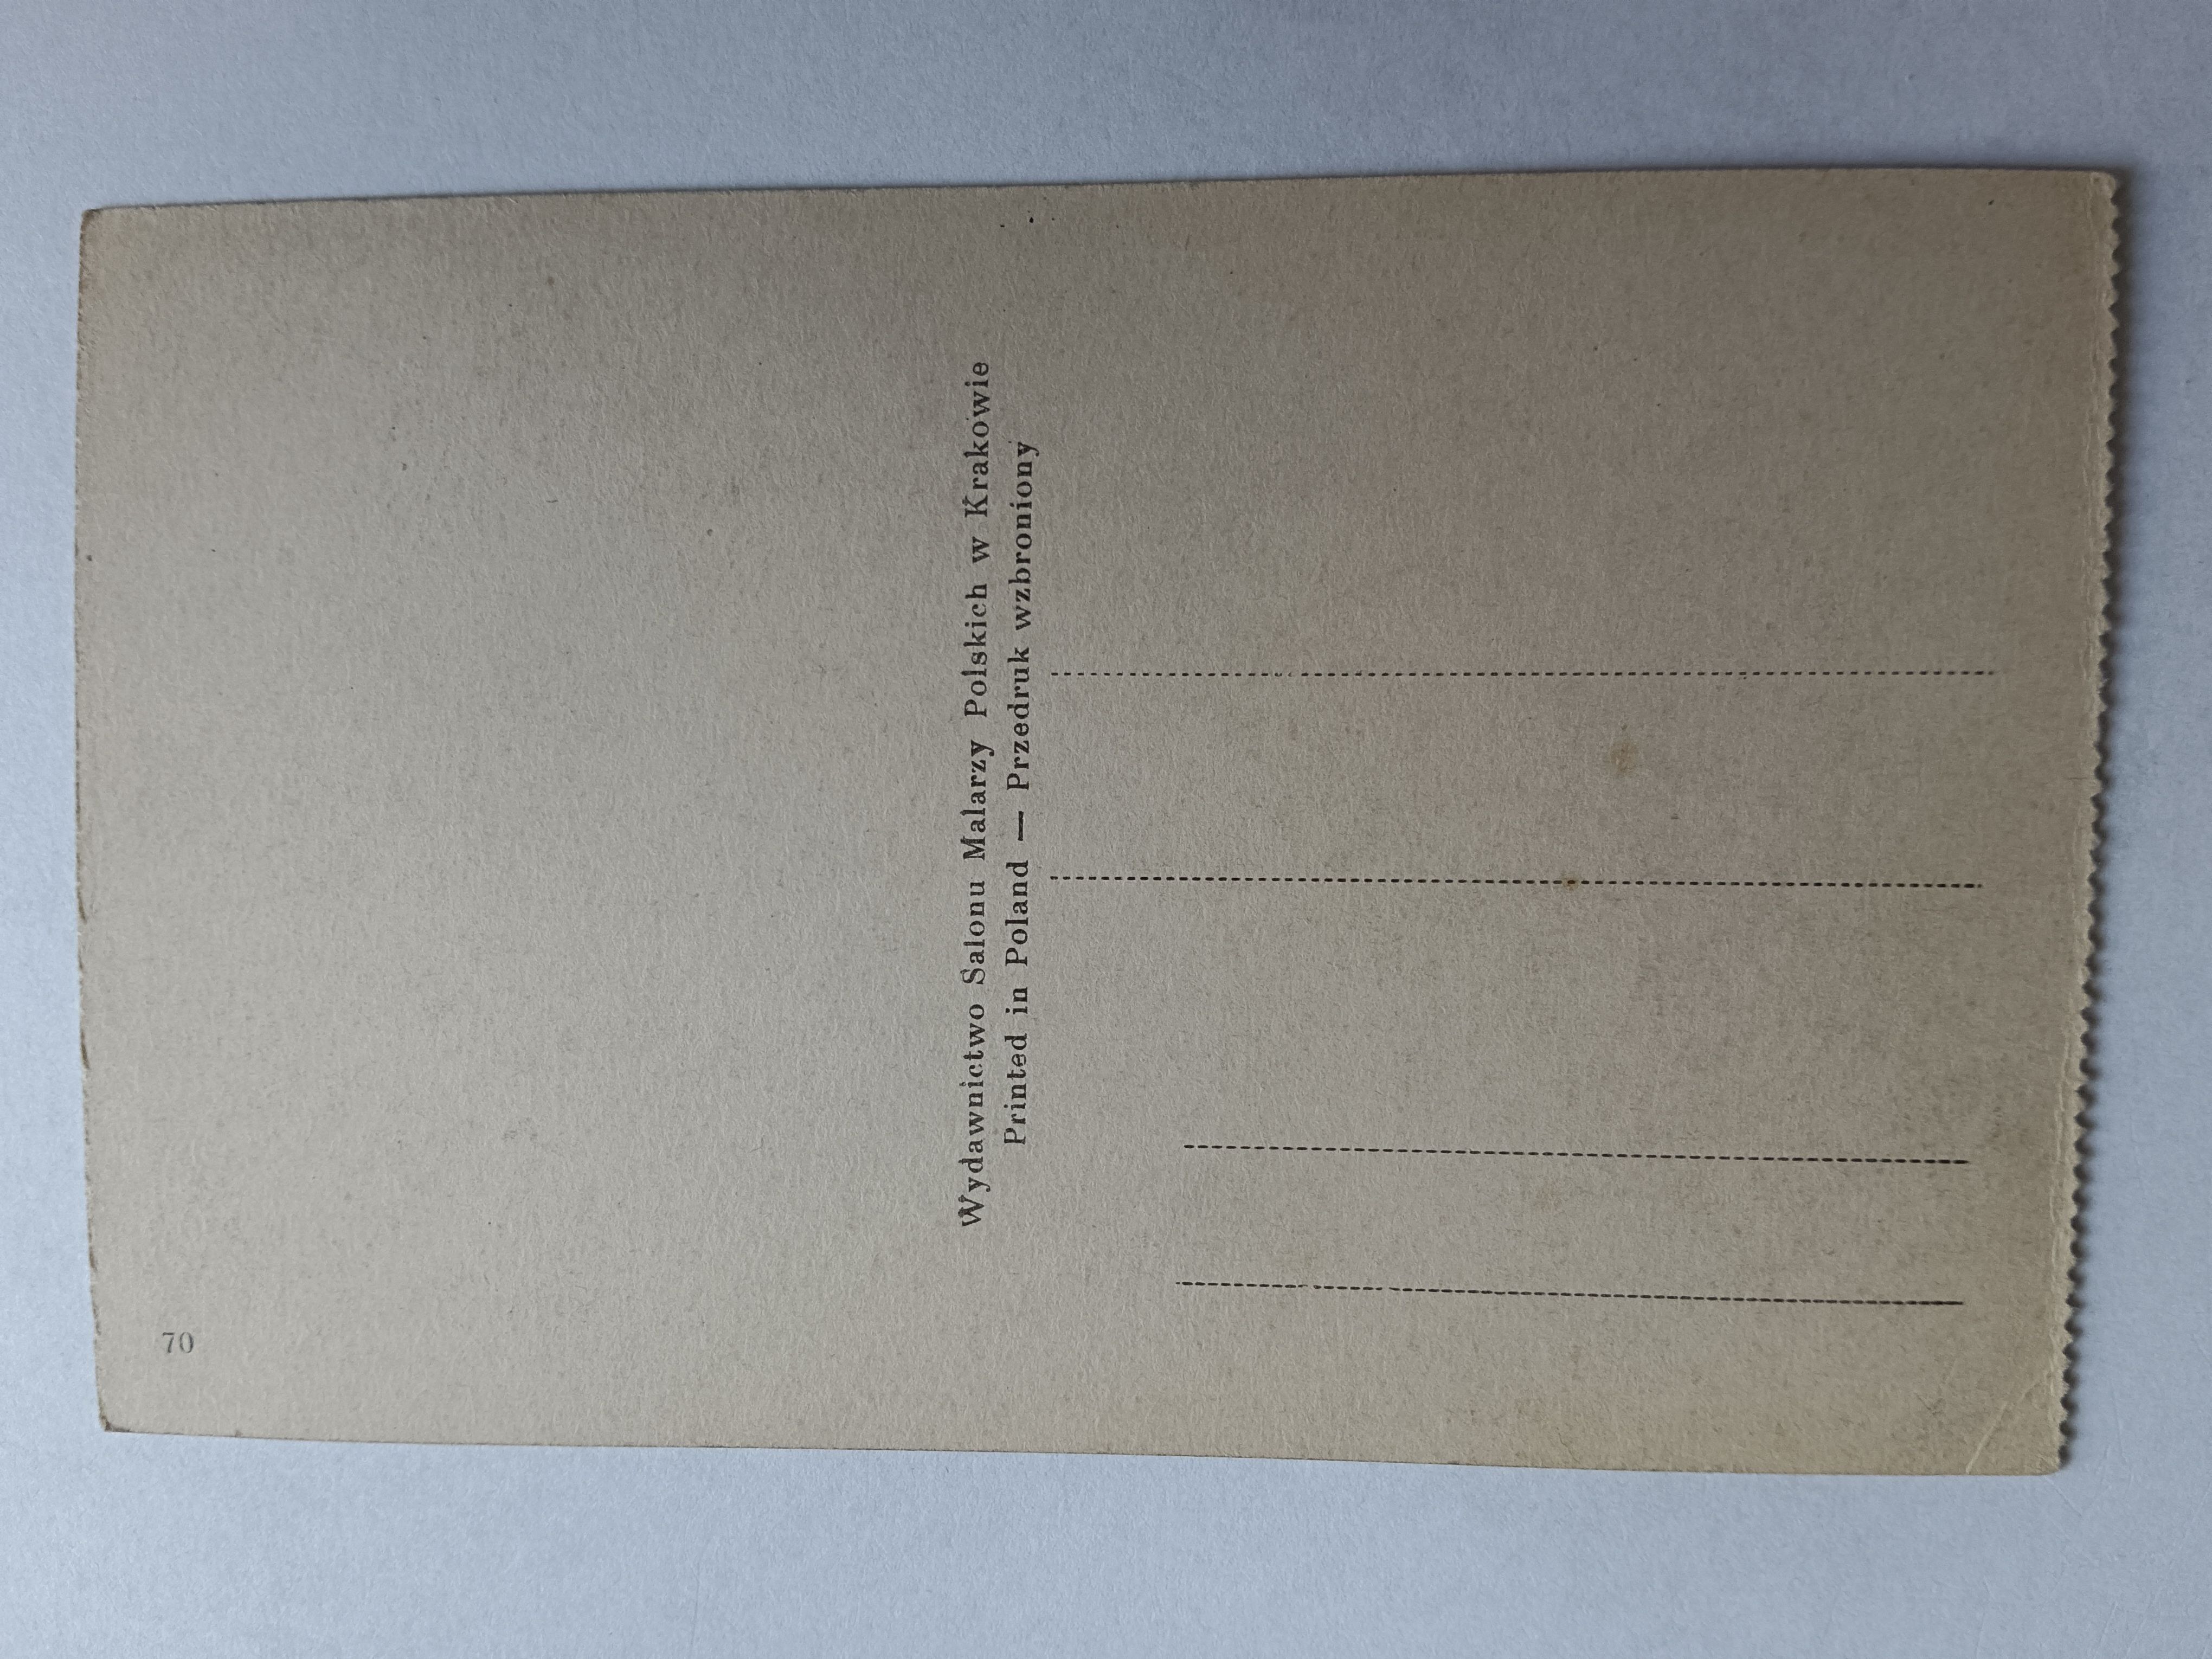 Wydawnictwo Salonu Malarzy Polskich w Krakowie
Printed in Poland — Przedruk wzbroniony
70